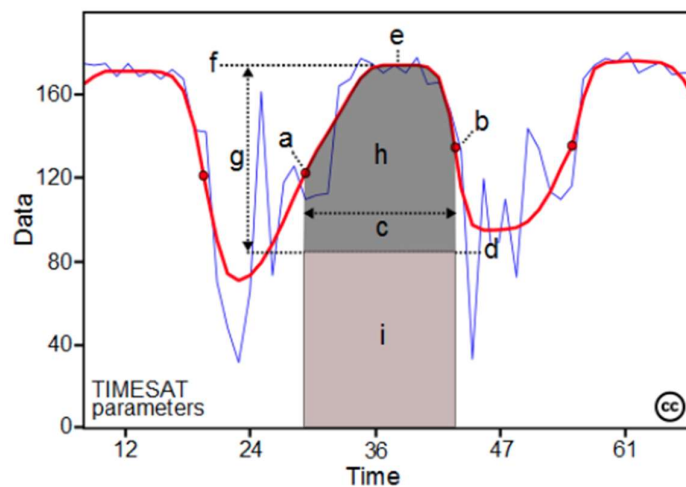 e
f
160
a
b
g
h
120
Data
c
80
d
40
i
TIMESAT
parameters
cc
0
12 24 36 47 61
Time